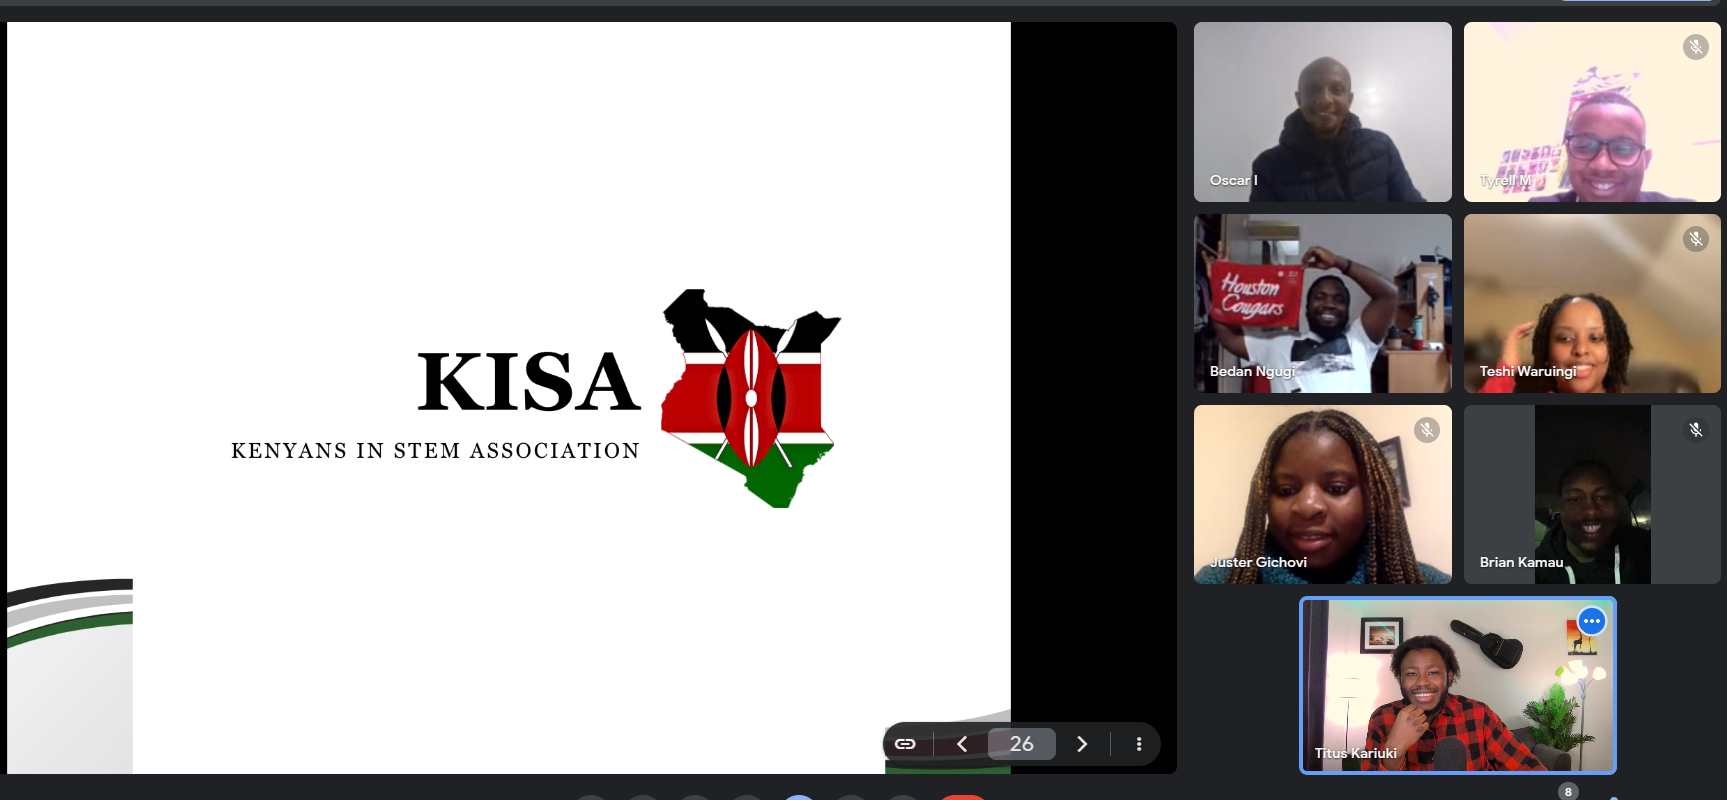 KISA
KENYANS IN STEM ASSOCIATION
26
Oscar I
Tyrell M
Houston
Cougars
Bedan Ngugi
Teshi Waruingi
Juster Gichovi
Brian Kamau
Titus Kariuki
8